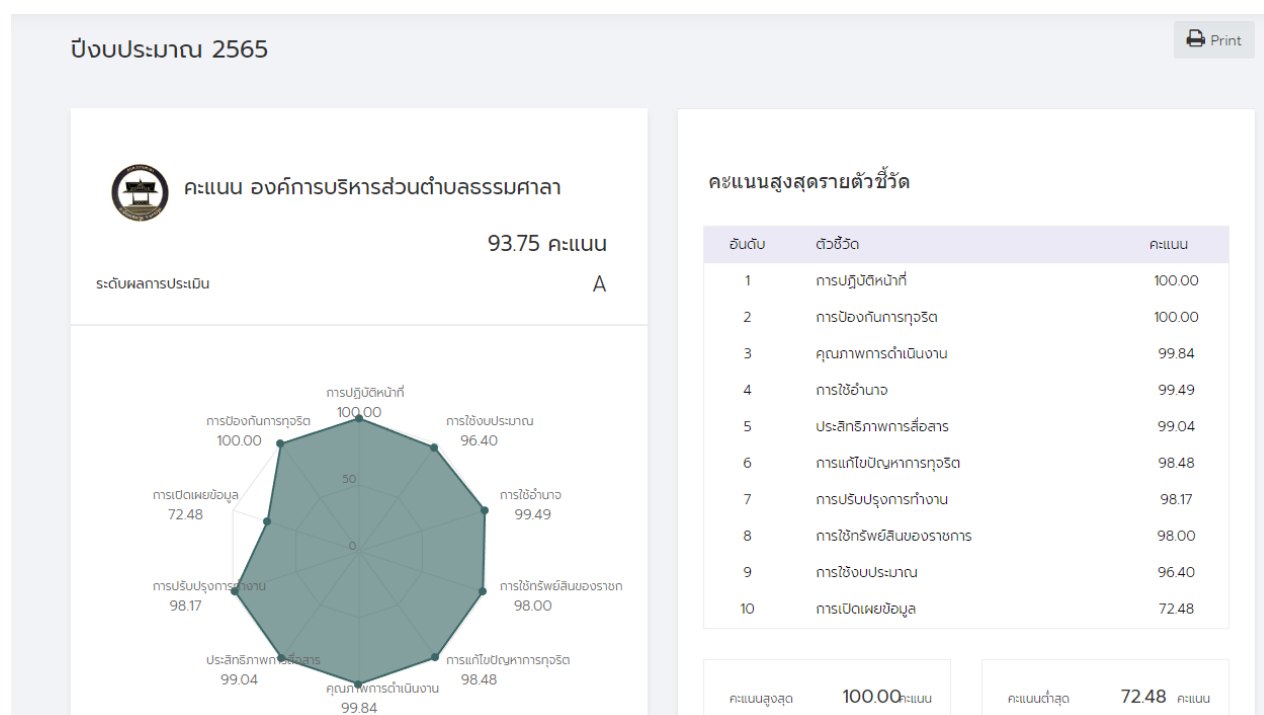 ปีงบประมาณ 2565
Print
คะแนน องค์การบริหารส่วนตำบลธรรมศาลา
93.75 คะแนน
ระดับผลการประเมิน A
การปฏิบัติหน้าที่
100.00
การป้องกันการทุจริต
100.00
การใช้งบประมาณ
96.40
50
การเปิดเผยข้อมูล
72.48
การใช้อำนาจ
99.49
0
การปรับปรุงการทำงาน
98.17
การใช้ทรัพย์สินของราชก
98.00
ประสิทธิภาพการสื่อสาร
99.04
การแก้ไขปัญหาการทุจริต
98.48
คุณภาพการดำเนินงาน
99.84
คะแนนสูงสุดรายตัวชี้วัด
อันดับ ตัวชี้วัด คะแนน
1 การปฏิบัติหน้าที่ 100.00
2 การป้องกันการทุจริต 100.00
3 คุณภาพการดำเนินงาน 99.84
4 การใช้อำนาจ 99.49
5 ประสิทธิภาพการสื่อสาร 99.04
6 การแก้ไขปัญหาการทุจริต 98.48
7 การปรับปรุงการทำงาน 98.17
8 การใช้ทรัพย์สินของราชการ 98.00
9 การใช้งบประมาณ 96.40
10 การเปิดเผยข้อมูล 72.48
คะแนนสูงสุด 100.00 คะแนน
คะแนนต่ำสุด 72.48 คะแนน